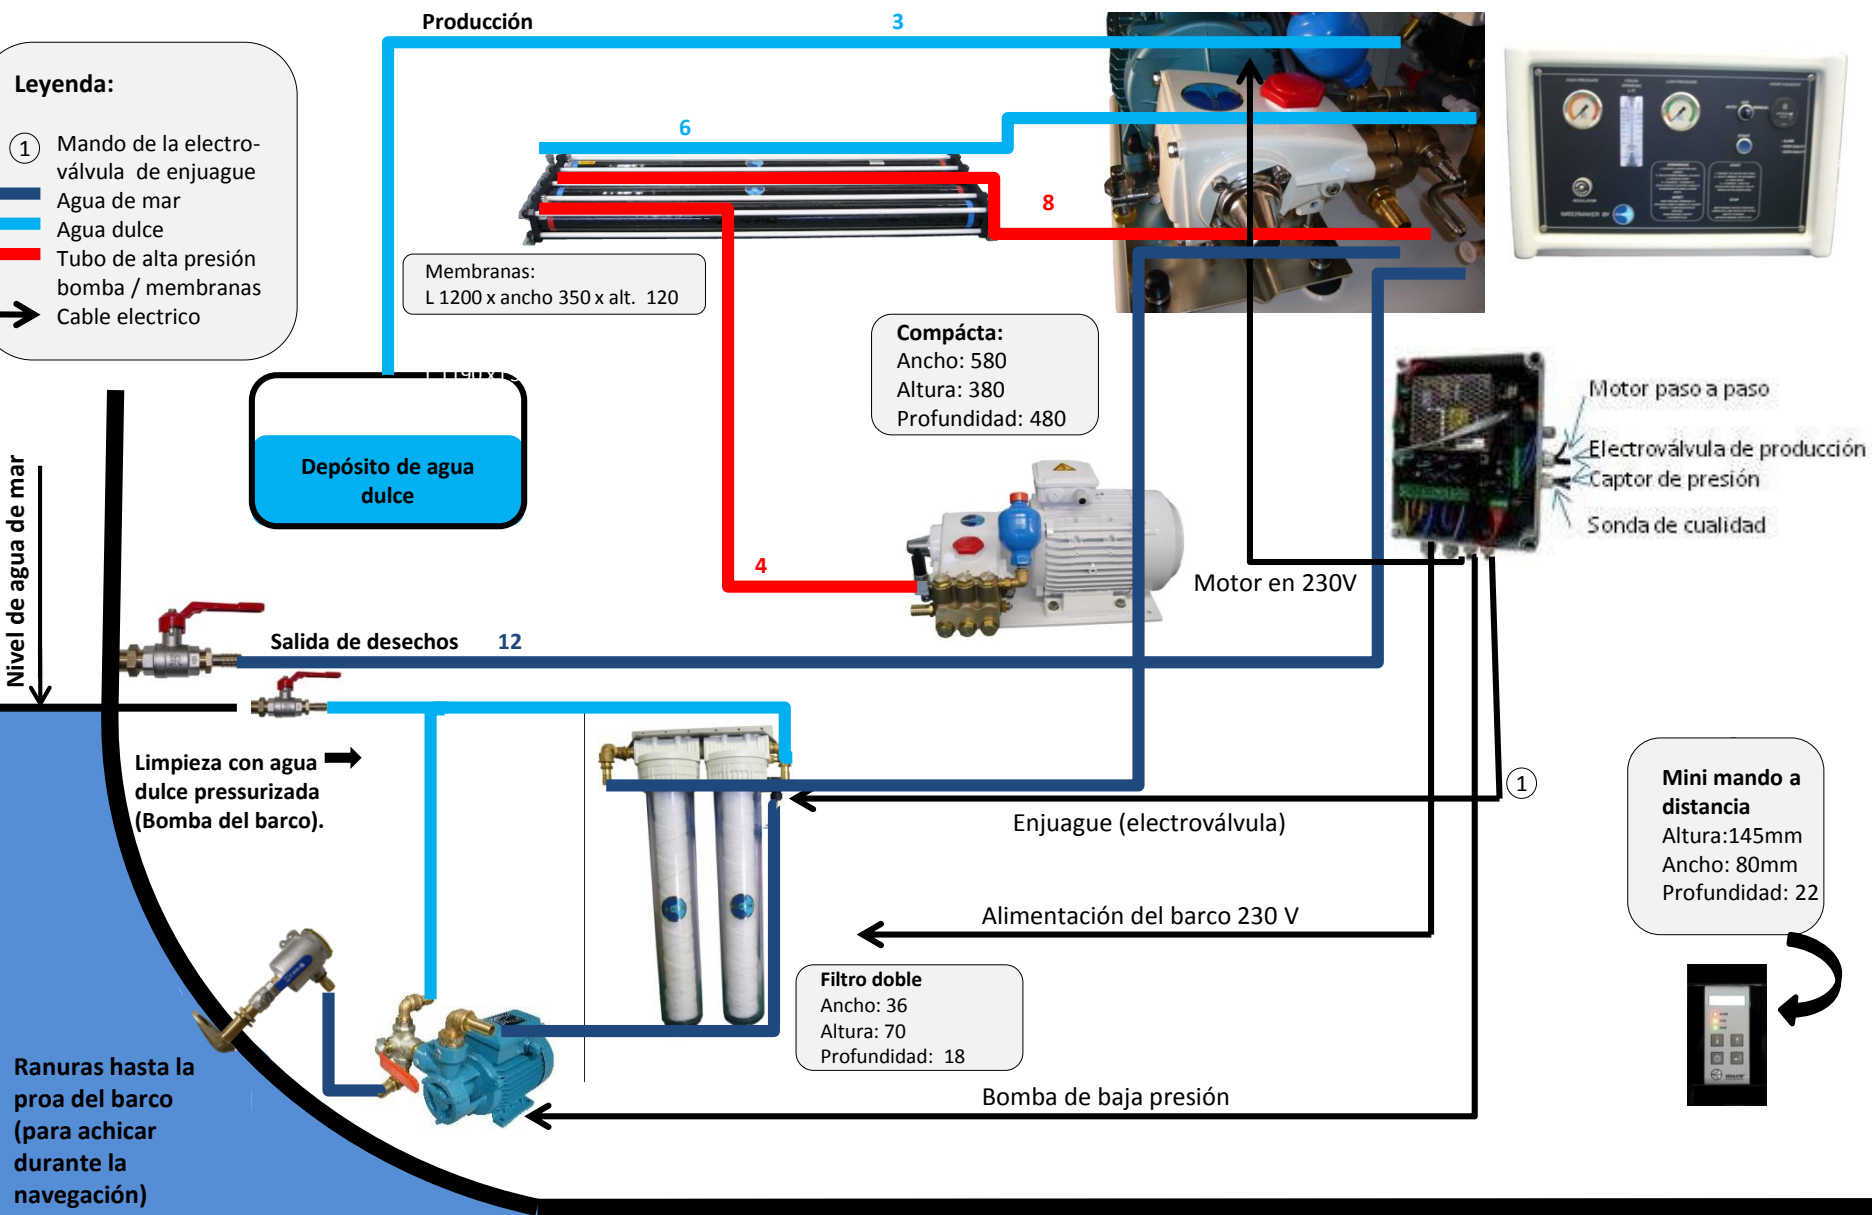 Producción
3
Leyenda:
1 Mando de la electro-
válvula de enjuague
Agua de mar
Agua dulce
Tubo de alta presión
bomba / membranas
Cable electrico
6
8
Membranas:
L 1200 x ancho 350 x alt. 120
Compácta:
Ancho: 580
Altura: 380
Profundidad: 480
WATERMAKER BY
Motor paso a paso
Electroválvula de producción
Captor de presión
Sonda de cualidad
Depósito de agua
dulce
Nivel de agua de mar
4
Motor en 230V
Salida de desechos 12
Limpieza con agua
dulce pressurizada
(Bomba del barco).
1
Enjuague (electroválvula)
Mini mando a
distancia
Altura:145mm
Ancho: 80mm
Profundidad: 22
Alimentación del barco 230 V
Filtro doble
Ancho: 36
Altura: 70
Profundidad: 18
Bomba de baja presión
Ranuras hasta la
proa del barco
(para achicar
durante la
navegación)